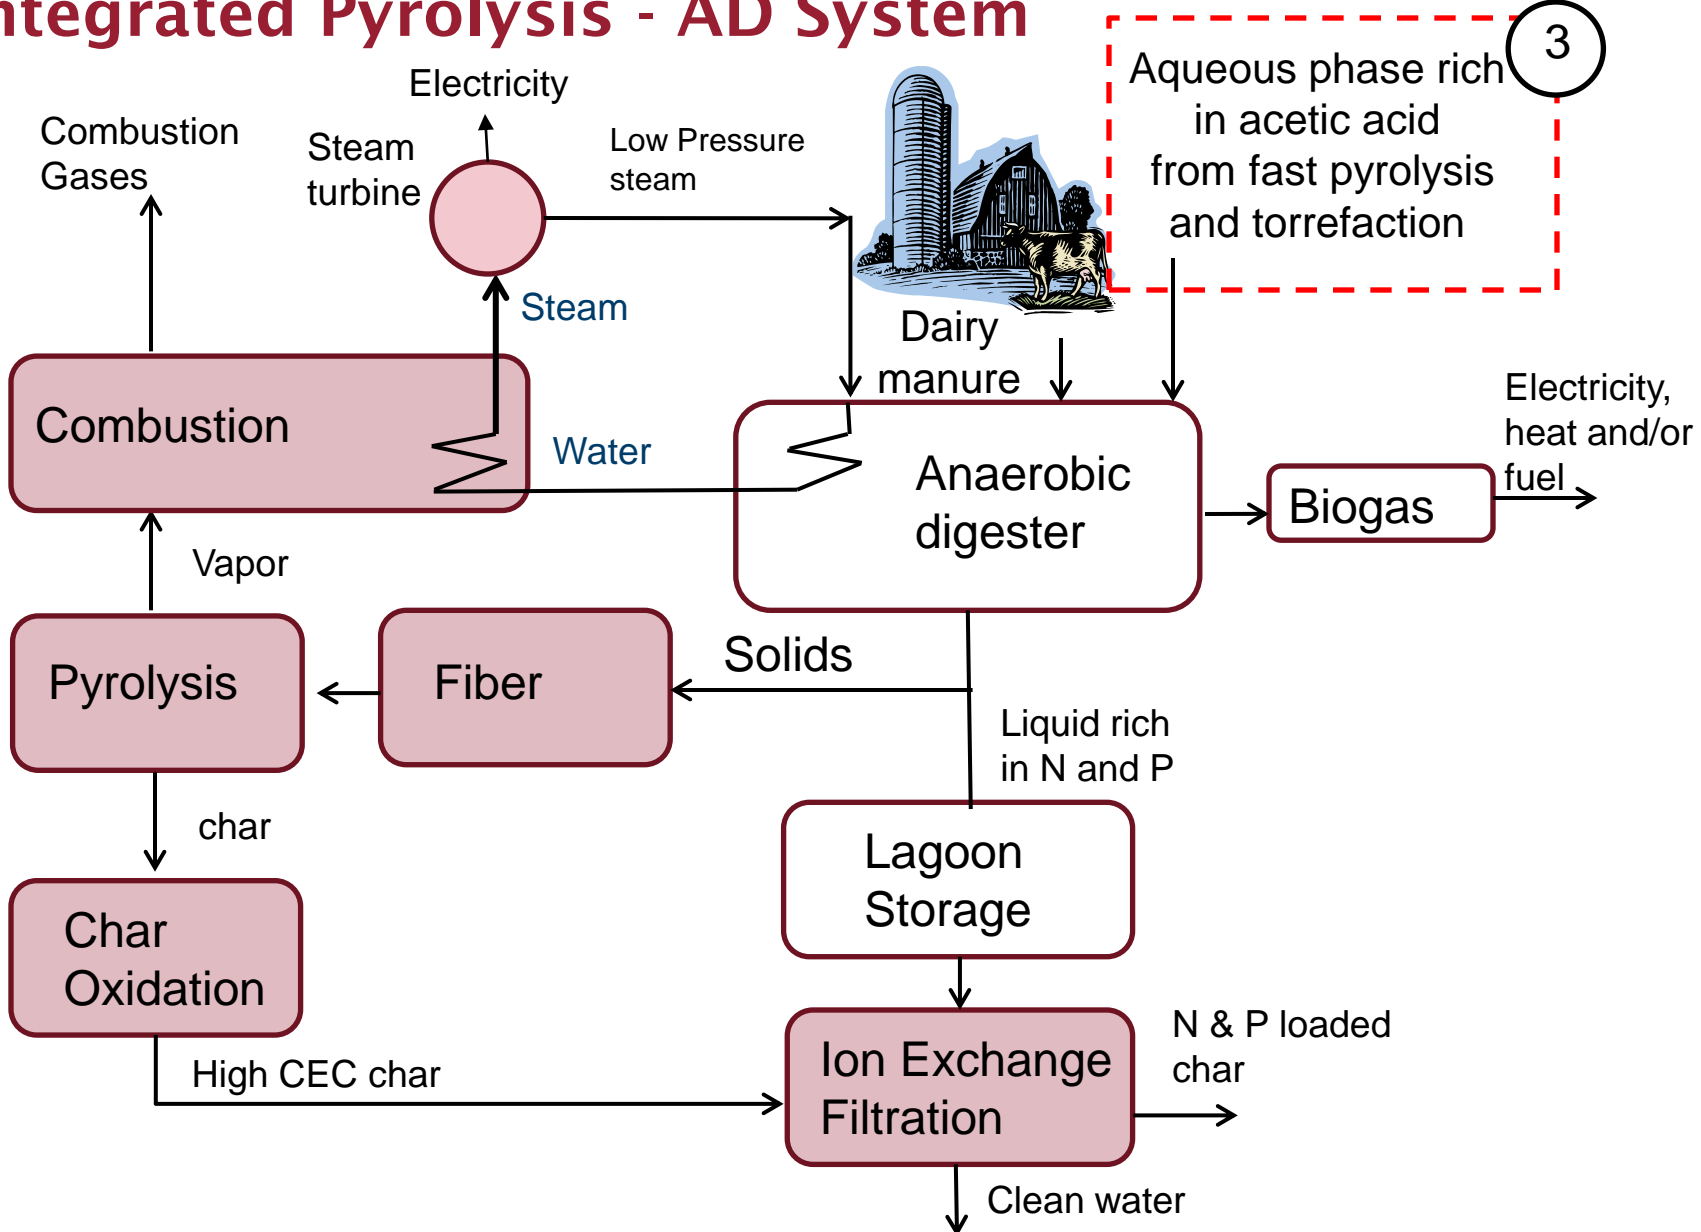 ntegrated Pyrolysis - AD System
3
Aqueous phase rich
in acetic acid
from fast pyrolysis
and torrefaction
Electricity
Combustion
Gases
Steam
turbine
Low Pressure
steam
Steam
Dairy
manure
Combustion
Water
Anaerobic
digester
Electricity,
heat and/or
fuel
Biogas
Vapor
Pyrolysis
Fiber
Solids
Liquid rich
in N and P
char
Lagoon
Storage
Char
Oxidation
High CEC char
Ion Exchange
Filtration
N & P loaded
char
Clean water